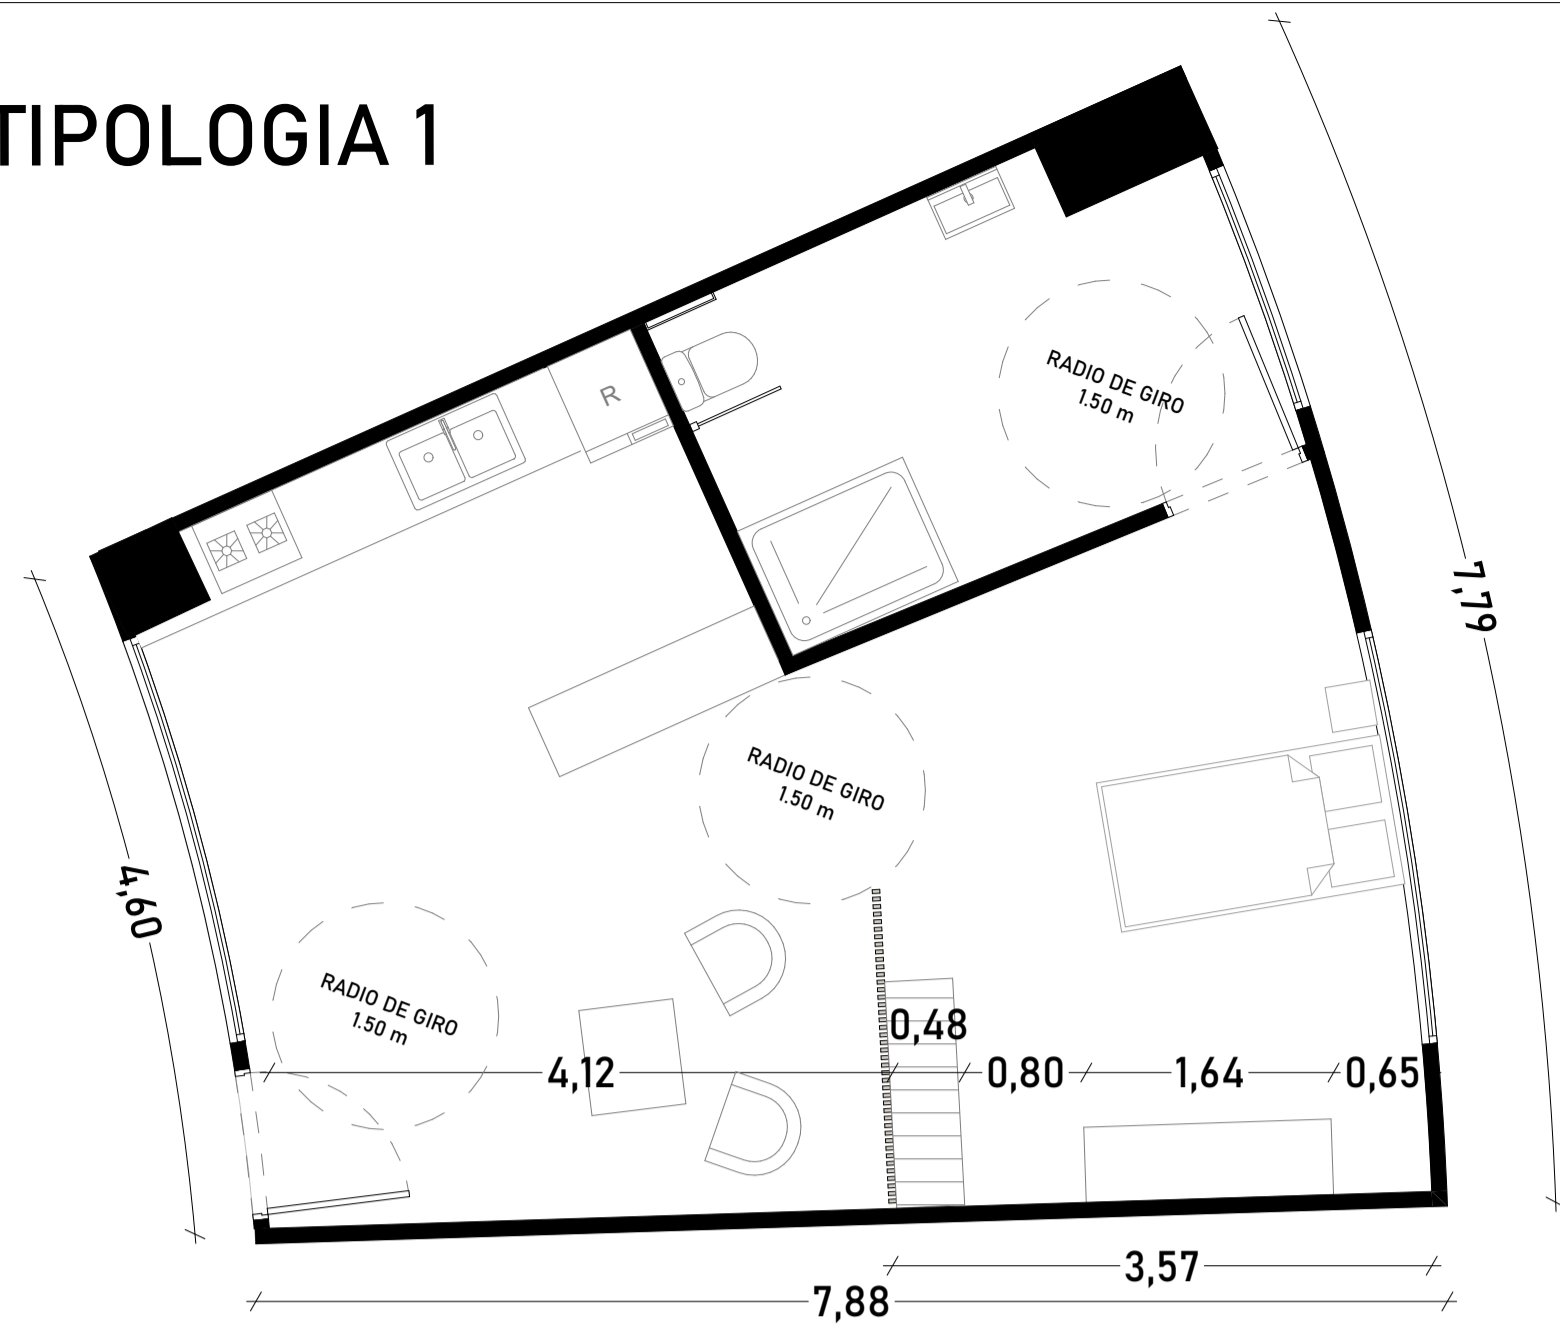 TIPOLOGIA 1
R
RADIO DE GIRO
1.50 m
7,79
RADIO DE GIRO
1.50 m
4,90
RADIO DE GIRO
1.50 m
0,48
4,12
0,80
1,64
0,65
3,57
7,88